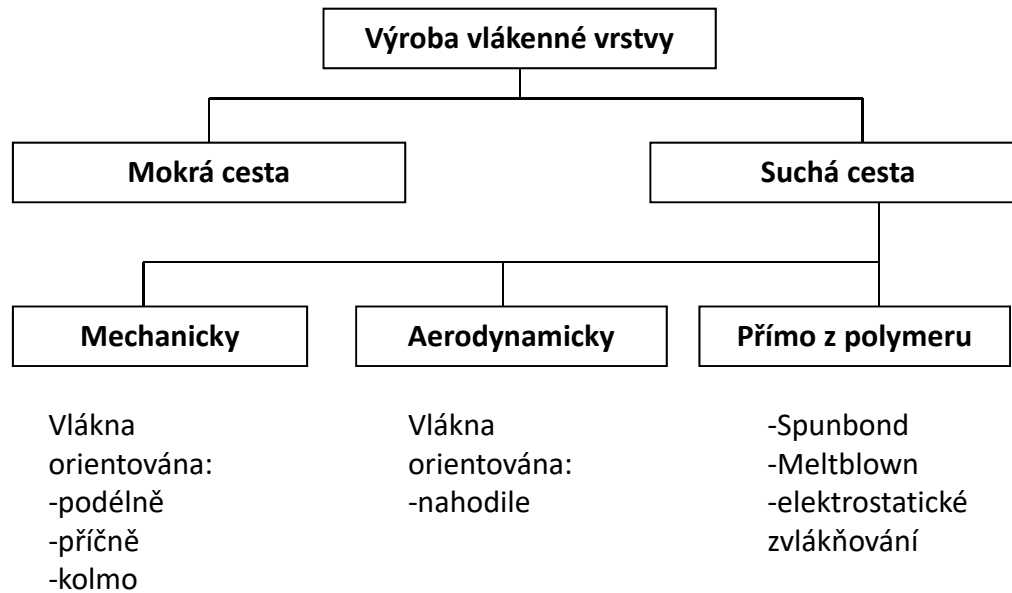 Výroba vlákenné vrstvy
Mokrá cesta
Suchá cesta
Mechanicky
Aerodynamicky
Přímo z polymeru
Vlákna
orientována:
-podélně
-příčně
-kolmo
Vlákna
orientována:
-nahodile
-Spunbond
-Meltblown
-elektrostatické
zvlákňování